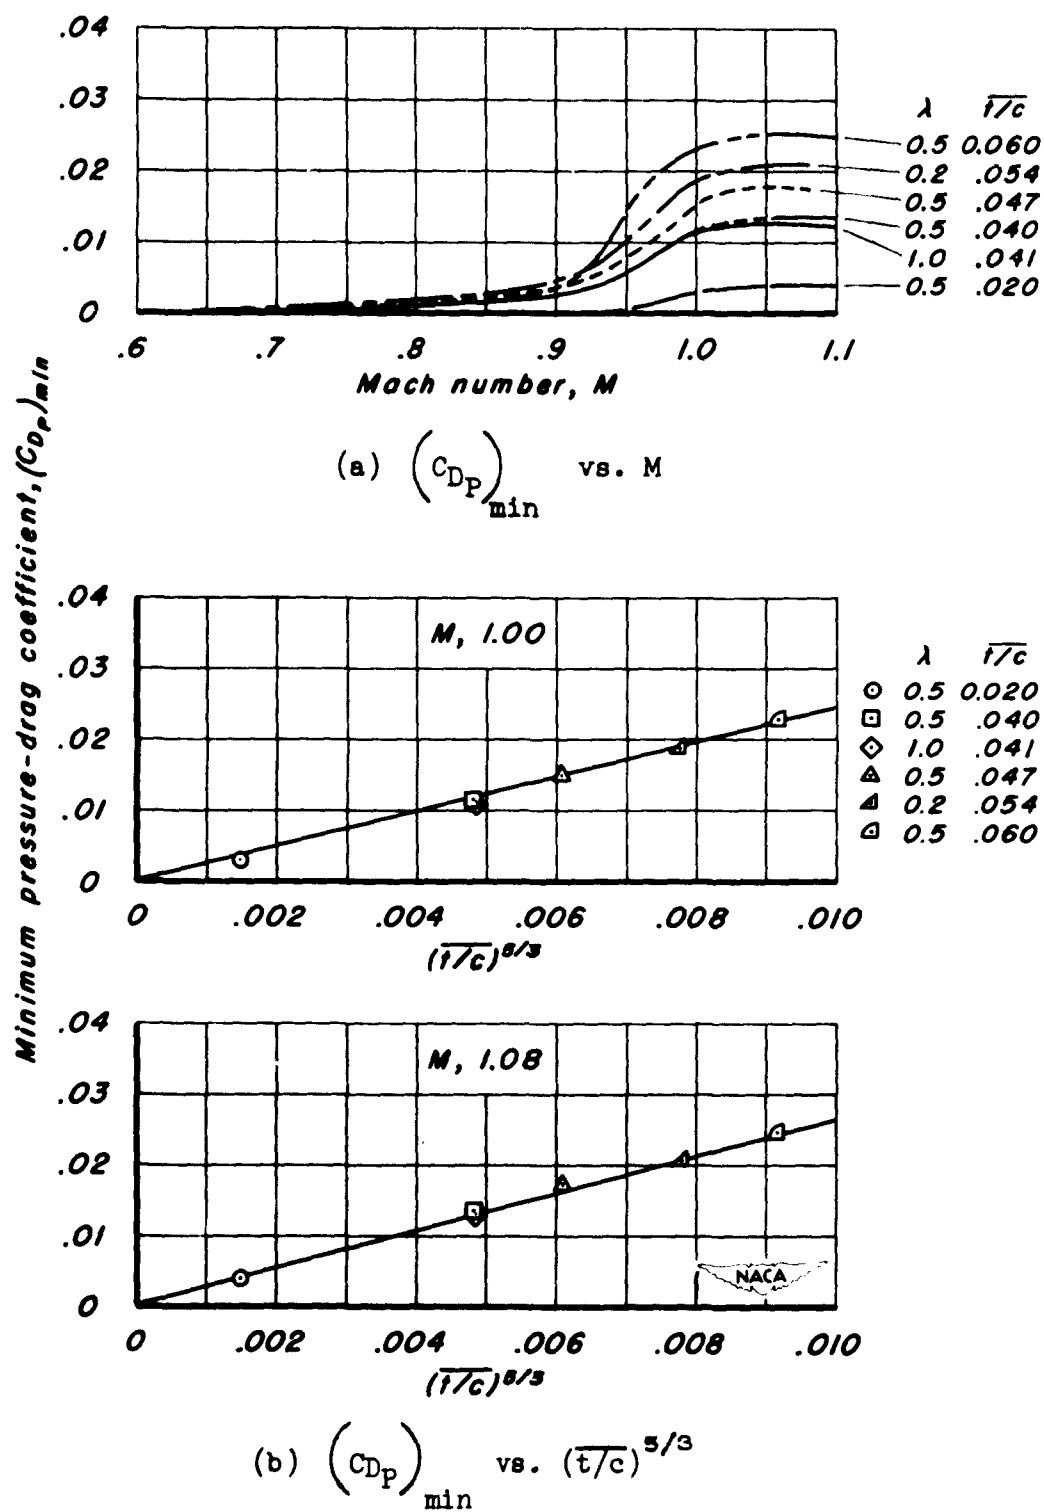 .04
.03
.02
.01
0
.6 .7 .8 .9 1.0 1.1
Mach number, M
λ t/c
0.5 0.060
0.2 .054
0.5 .047
0.5 .040
1.0 .041
0.5 .020
(a) (CDP)min vs. M
Minimum pressure-drag coefficient, (CDP)min
.04
.03
.02
.01
0
M, 1.00
0 .002 .004 .006 .008 .010
(t/c)5/3
λ t/c
0.5 0.020
0.5 .040
1.0 .041
0.5 .047
0.2 .054
0.5 .060
.04
.03
.02
.01
0
M, 1.08
NACA
0 .002 .004 .006 .008 .010
(t/c)5/3
(b) (CDP)min vs. (t/c)5/3